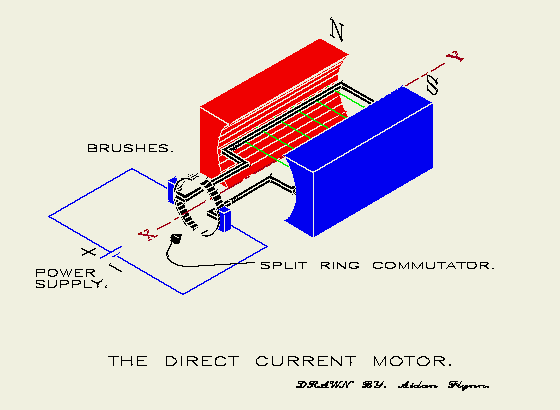 N
S
Y
BRUSHES.
X
+
-
POWER
SUPPLY.
SPLIT RING COMMUTATOR.
THE DIRECT CURRENT MOTOR.
DRAWN BY. Aidan Flynn.